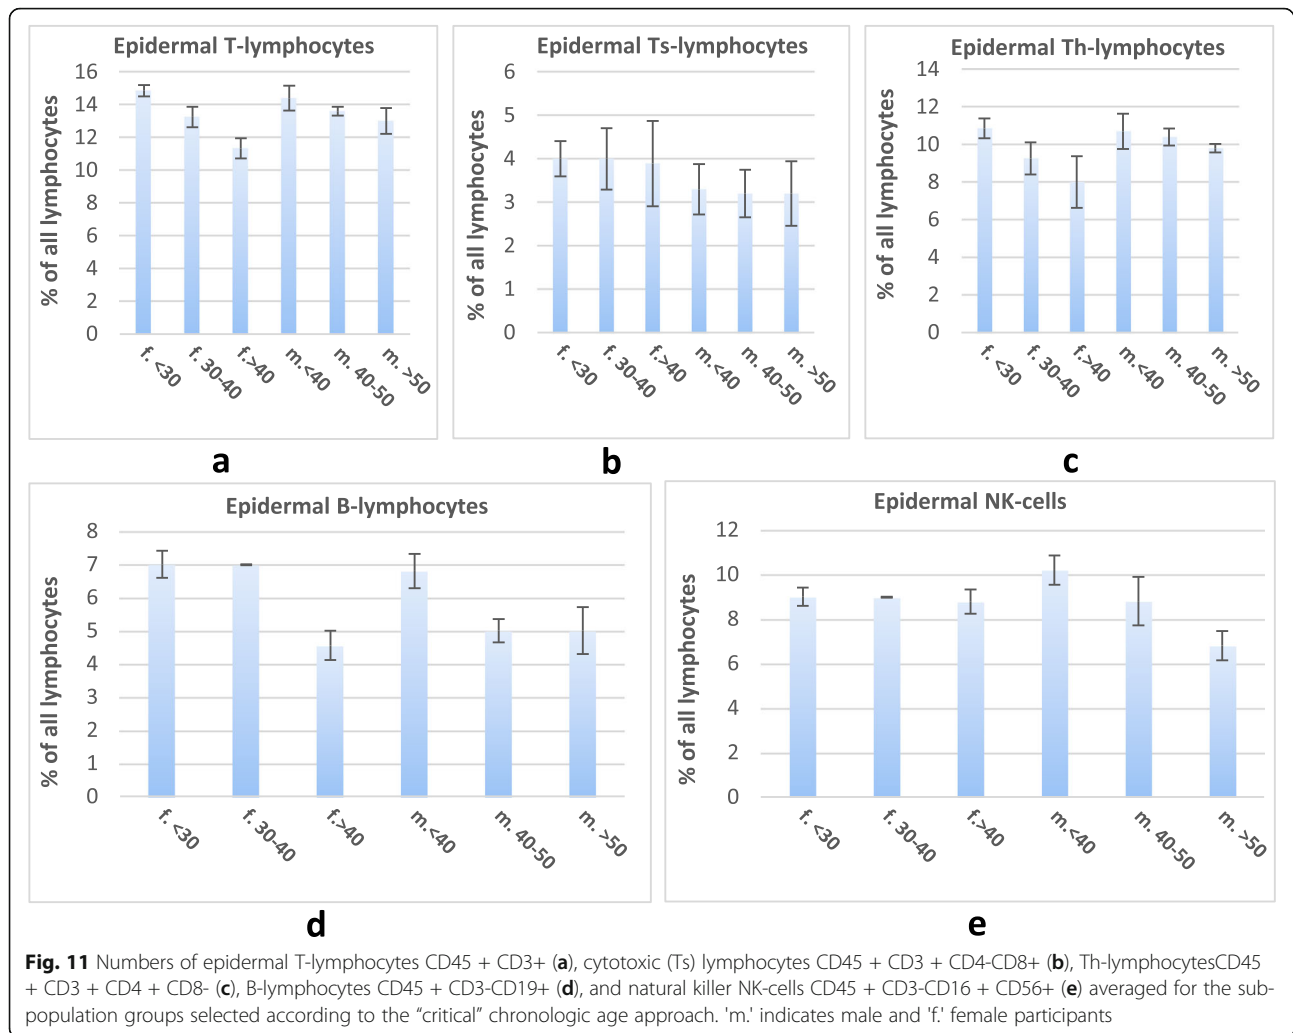 Epidermal T-lymphocytes
% of all lymphocytes
16
14
12
10
8
6
4
2
0
f. <30
f. 30-40
f.>40
m.<40
m. 40-50
m. >50
a
Epidermal Ts-lymphocytes
% of all lymphocytes
6
5
4
3
2
1
0
f. <30
f. 30-40
f.>40
m.<40
m. 40-50
m. >50
b
Epidermal Th-lymphocytes
% of all lymphocytes
14
12
10
8
6
4
2
0
f. <30
f. 30-40
f.>40
m.<40
m. 40-50
m. >50
c
Epidermal B-lymphocytes
% of all lymphocytes
8
7
6
5
4
3
2
1
0
f. <30
f. 30-40
f.>40
m. <40
m. 40-50
m. >50
d
Epidermal NK-cells
% of all lymphocytes
12
10
8
6
4
2
0
f. <30
f. 30-40
f.>40
m. <40
m. 40-50
m. >50
e
Fig. 11 Numbers of epidermal T-lymphocytes CD45 + CD3+ (a), cytotoxic (Ts) lymphocytes CD45 + CD3 + CD4-CD8+ (b), Th-lymphocytesCD45
+ CD3 + CD4 + CD8- (c), B-lymphocytes CD45 + CD3-CD19+ (d), and natural killer NK-cells CD45 + CD3-CD16 + CD56+ (e) averaged for the sub-
population groups selected according to the “critical” chronologic age approach. 'm.' indicates male and 'f.' female participants